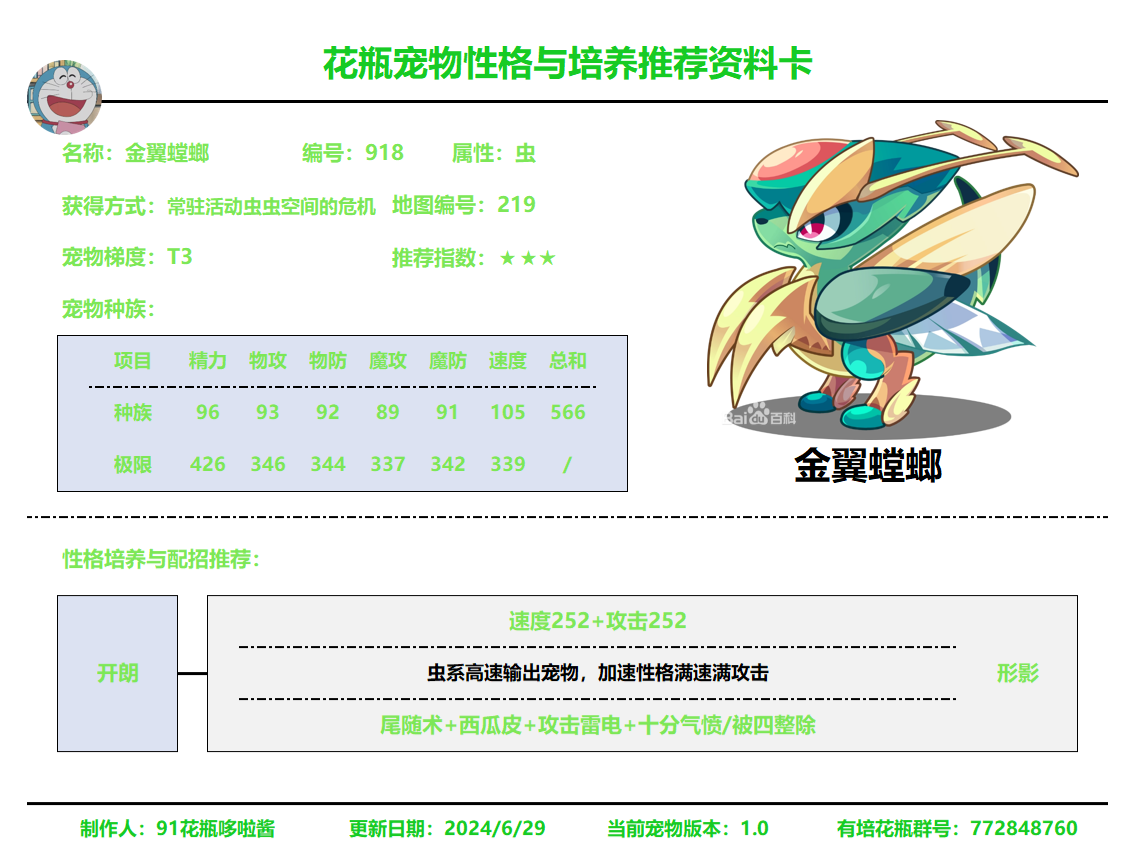 花瓶宠物性格与培养推荐资料卡
名称：金翼螳螂 编号：918 属性：虫
获得方式：常驻活动虫虫空间的危机 地图编号：219
宠物梯度：T3 推荐指数：★★★
宠物种族：
项目 精力 物攻 物防 魔攻 魔防 速度 总和
种族 96 93 92 89 91 105 566
极限 426 346 344 337 342 339 /
Bai百科
金翼螳螂
性格培养与配招推荐：
速度252+攻击252
开朗 虫系高速输出宠物，加速性格满速满攻击 形影
尾随术+西瓜皮+攻击雷电+十分气愤/被四整除
制作人：91花瓶哆啦酱 更新日期：2024/6/29 当前宠物版本：1.0 有培花瓶群号：772848760